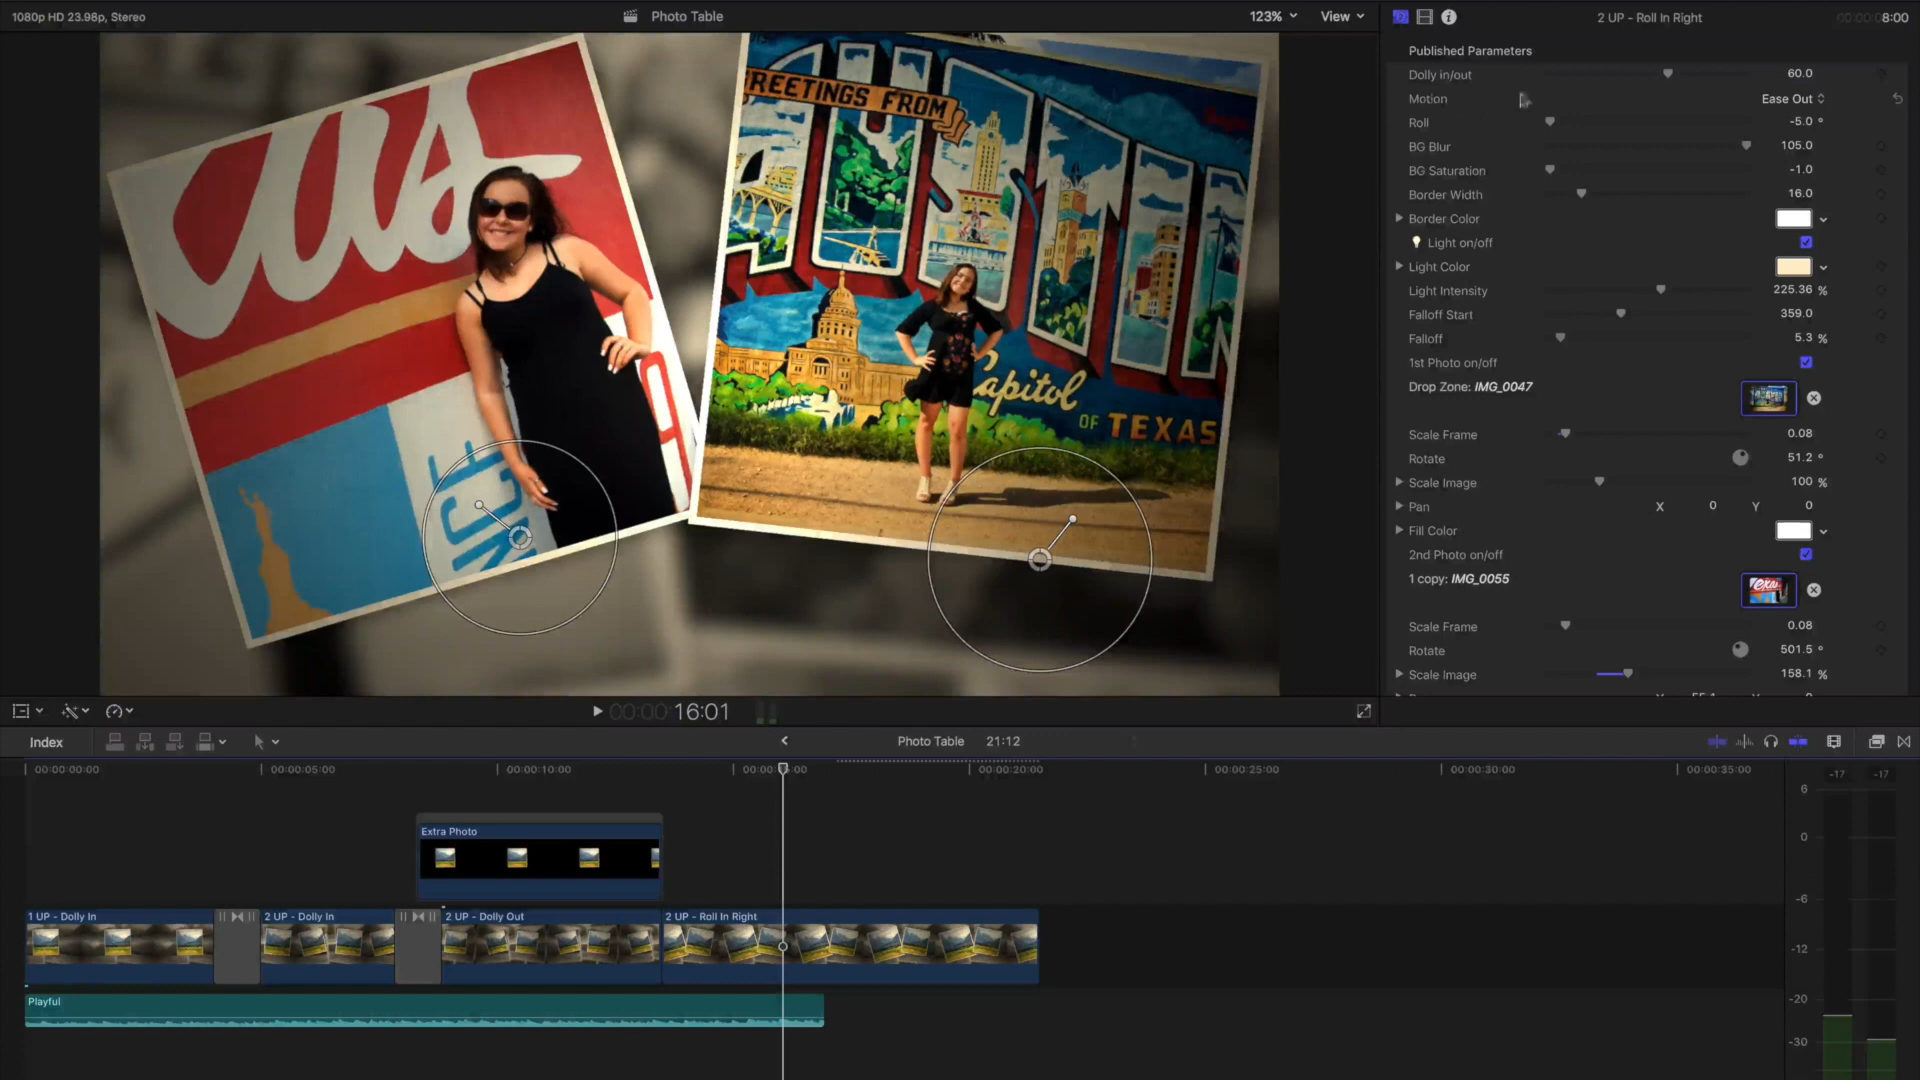 1080p HD 23.98p, Stereo
Photo Table
123%
View
2 UP - Roll In Right
8:00
Published Parameters
Dolly in/out 60.0
Motion Ease Out
Roll -5.0 °
BG Blur 105.0
BG Saturation -1.0
Border Width 16.0
Border Color
Light on/off
Light Color
Light Intensity 225.36 %
Falloff Start 359.0
Falloff 5.3 %
1st Photo on/off
Drop Zone: IMG_0047
Scale Frame 0.08
Rotate 51.2 °
Scale Image 100 %
Pan X 0 Y 0
Fill Color
2nd Photo on/off
1 copy: IMG_0055
Scale Frame 0.08
Rotate 501.5 °
Scale Image 158.1 %
as
NCE
REETINGS FROM
AUSTIN
Capitol
OF TEXAS
exas
00:00:16:01
Index
Photo Table 21:12
00:00:00:00
00:00:05:00
00:00:10:00
00:00:20:00
00:00:25:00
00:00:30:00
00:00:35:00
-17 -17
6
0
-6
-12
-20
-30
Extra Photo
1 UP - Dolly In
2 UP - Dolly In
2 UP - Dolly Out
2 UP - Roll In Right
Playful